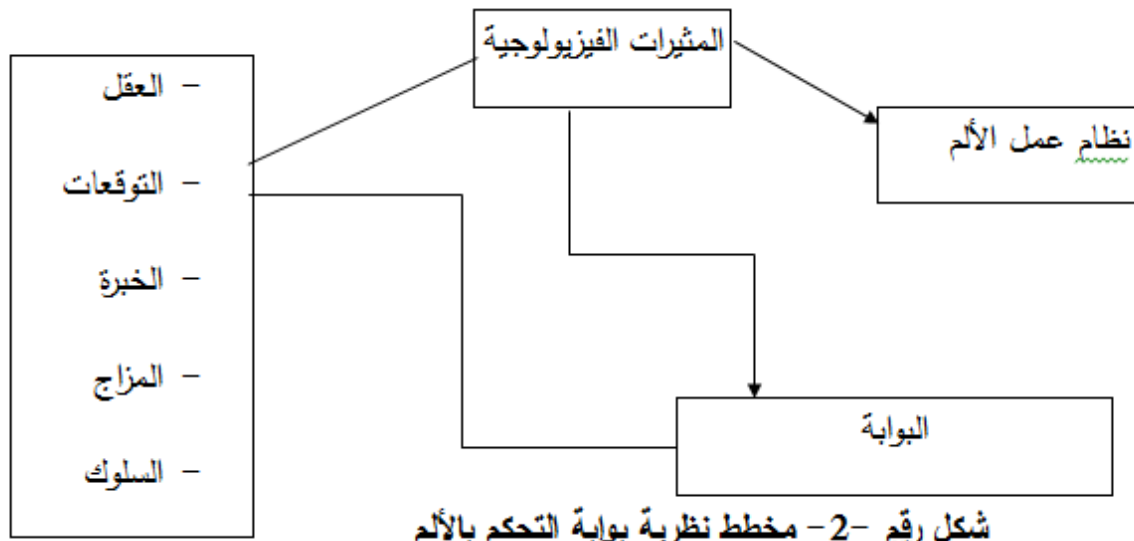 المثيرات الفيزيولوجية
نظام عمل الألم
- العقل
- التوقعات
- الخبرة
- المزاج
- السلوك
البوابة
شكل رقم -2- مخطط نظرية بوابة التحكم بالألم